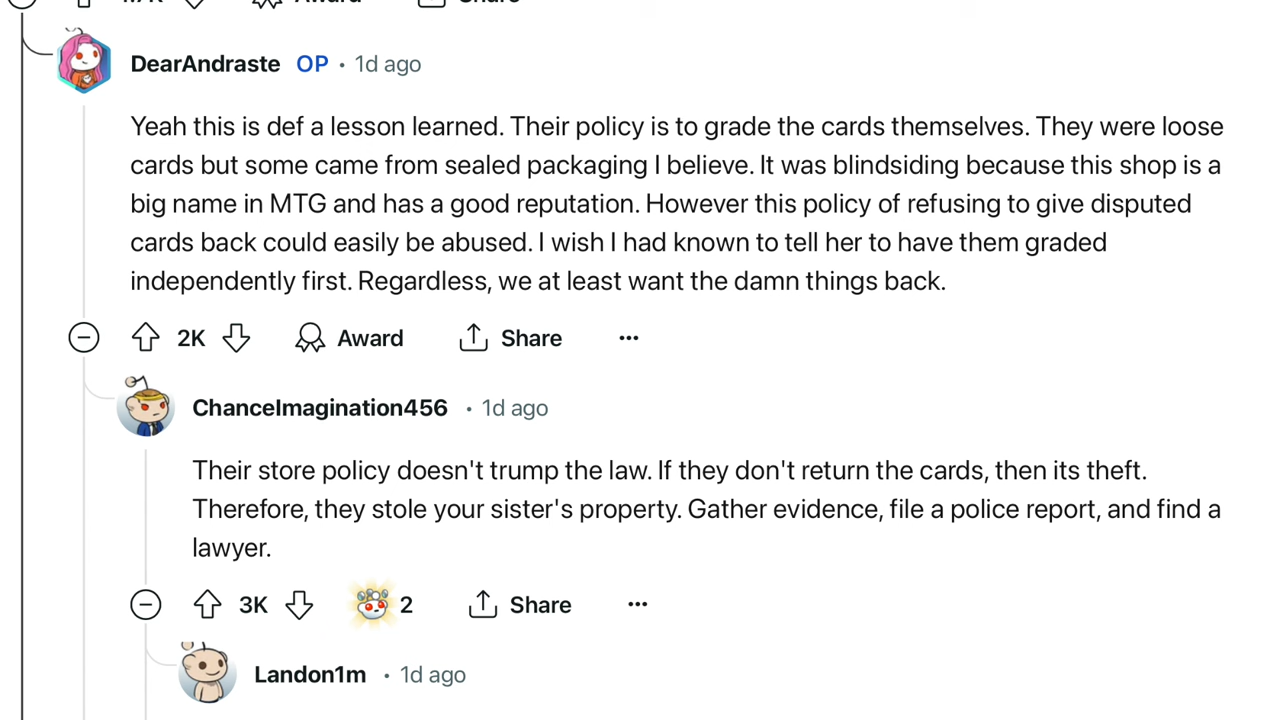 Award
Share
DearAndraste OP • 1d ago
Yeah this is def a lesson learned. Their policy is to grade the cards themselves. They were loose
cards but some came from sealed packaging I believe. It was blindsiding because this shop is a
big name in MTG and has a good reputation. However this policy of refusing to give disputed
cards back could easily be abused. I wish I had known to tell her to have them graded
independently first. Regardless, we at least want the damn things back.
2K Award Share
ChanceImagination456 • 1d ago
Their store policy doesn't trump the law. If they don't return the cards, then its theft.
Therefore, they stole your sister's property. Gather evidence, file a police report, and find a
lawyer.
3K 2 Share
Landon1m • 1d ago